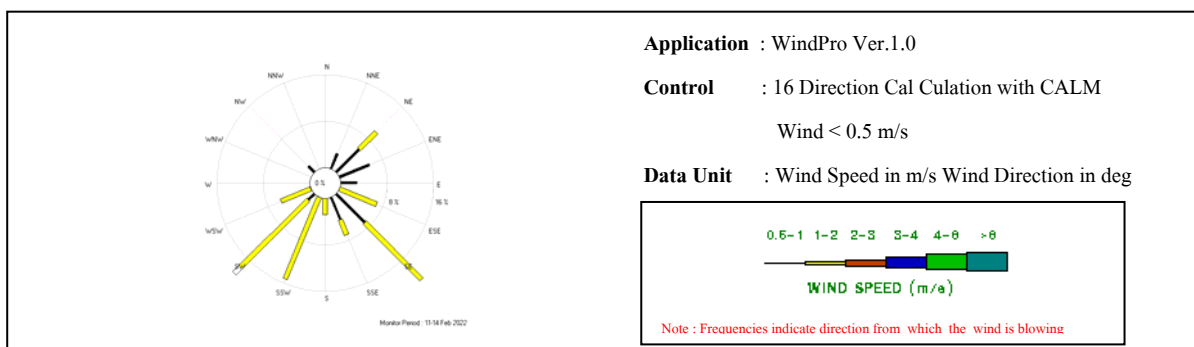 N
NNW
NNE
NW
NE
WNW
ENE
W
0 %
E
8 %
16 %
WSW
ESE
SW
SE
SSW
SSE
S
Monitor Period : 11-14 Feb 2022
Application : WindPro Ver.1.0
Control : 16 Direction Cal Culation with CALM
Wind < 0.5 m/s
Data Unit : Wind Speed in m/s Wind Direction in deg
0.5-1 1-2 2-3 3-4 4-6 >6
WIND SPEED (m/s)
Note : Frequencies indicate direction from which the wind is blowing